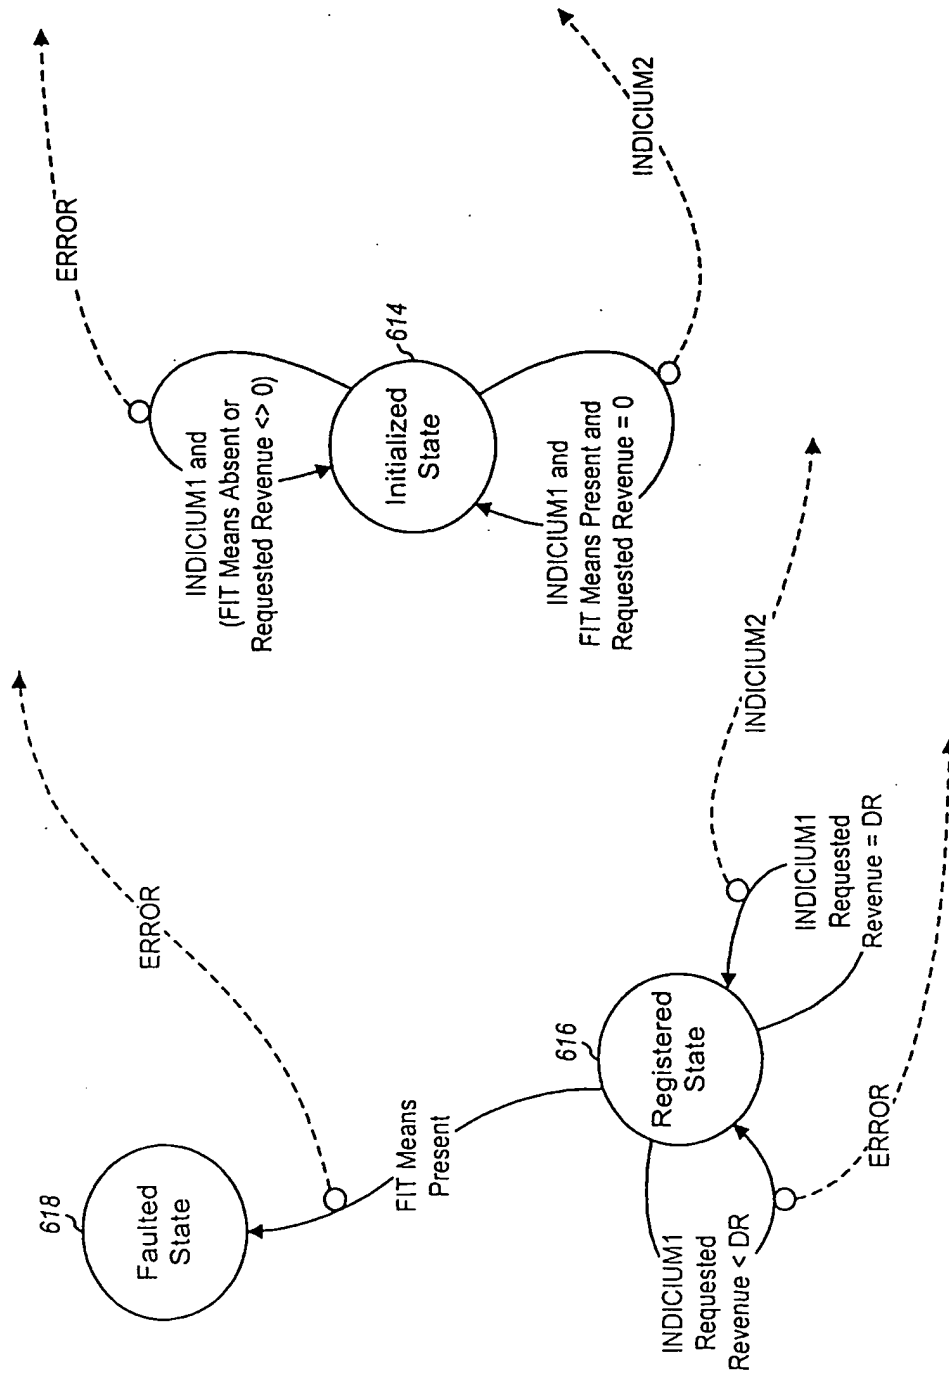 618
Faulted
State
ERROR
FIT Means
Present
616
Registered
State
INDICIUM1
Requested
Revenue < DR
ERROR
INDICIUM1
Requested
Revenue = DR
INDICIUM2
ERROR
INDICIUM1 and
(FIT Means Absent or
Requested Revenue <> 0)
614
Initialized
State
INDICIUM1 and
FIT Means Present and
Requested Revenue = 0
INDICIUM2